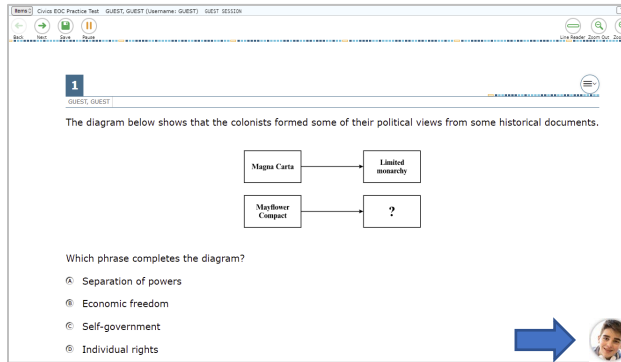 Items Civics EOC Practice Test GUEST, GUEST (Username: GUEST) GUEST SESSION
Back Next Save Pause Line Reader Zoom Out
1
GUEST, GUEST
The diagram below shows that the colonists formed some of their political views from some historical documents.
Magna Carta
Limited
monarchy
Mayflower
Compact
?
Which phrase completes the diagram?
A Separation of powers
B Economic freedom
C Self-government
D Individual rights